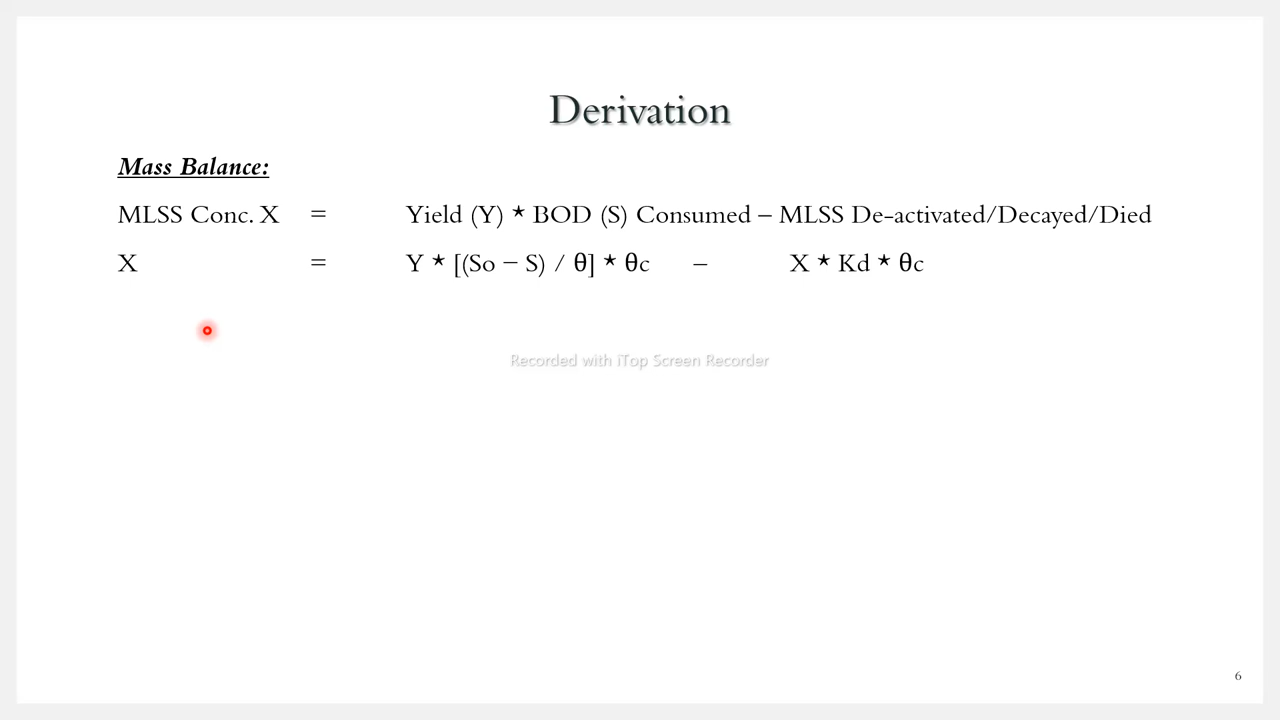 Derivation
Mass Balance:
MLSS Conc. X = Yield (Y) * BOD (S) Consumed – MLSS De-activated/Decayed/Died
X = Y * [(So − S) / θ] * θc – X * Kd * θc
Recorded with iTop Screen Recorder
6